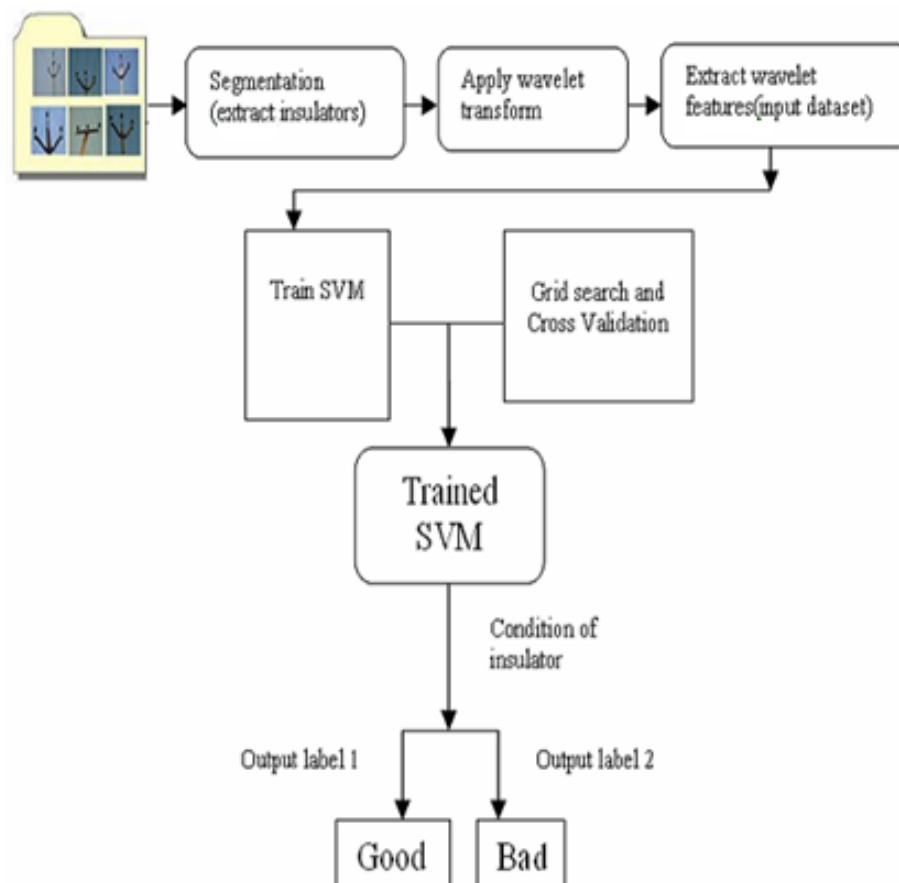 Segmentation
(extract insulators)
Apply wavelet
transform
Extract wavelet
features(input dataset)
Train SVM
Grid search and
Cross Validation
Trained
SVM
Condition of
insulator
Output label 1
Output label 2
Good
Bad